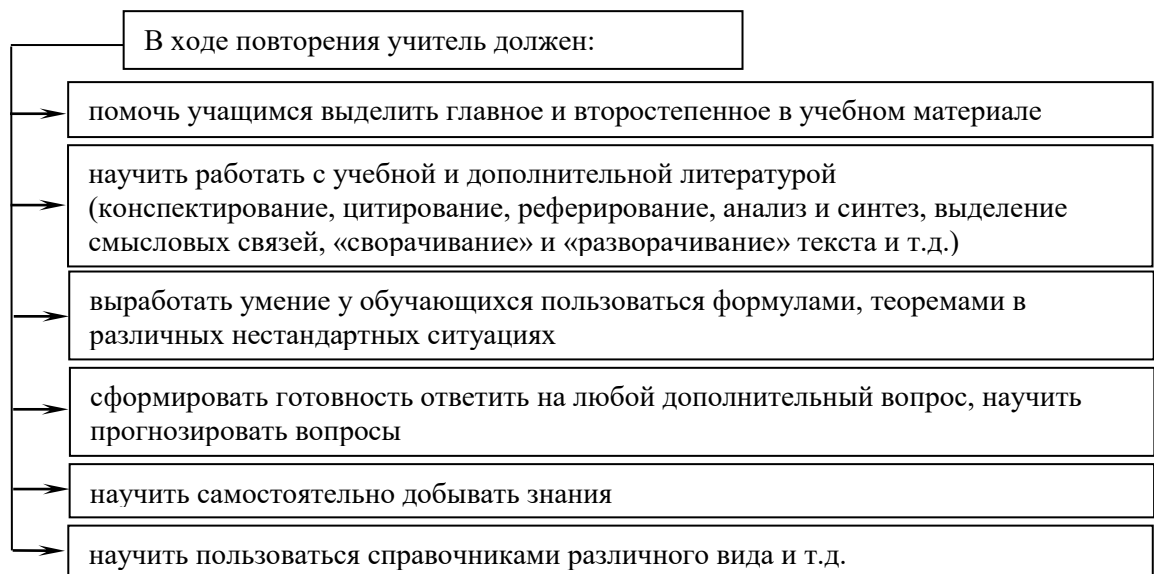 В ходе повторения учитель должен:
помочь учащимся выделить главное и второстепенное в учебном материале
научить работать с учебной и дополнительной литературой
(конспектирование, цитирование, реферирование, анализ и синтез, выделение
смысловых связей, «сворачивание» и «разворачивание» текста и т.д.)
выработать умение у обучающихся пользоваться формулами, теоремами в
различных нестандартных ситуациях
сформировать готовность ответить на любой дополнительный вопрос, научить
прогнозировать вопросы
научить самостоятельно добывать знания
научить пользоваться справочниками различного вида и т.д.